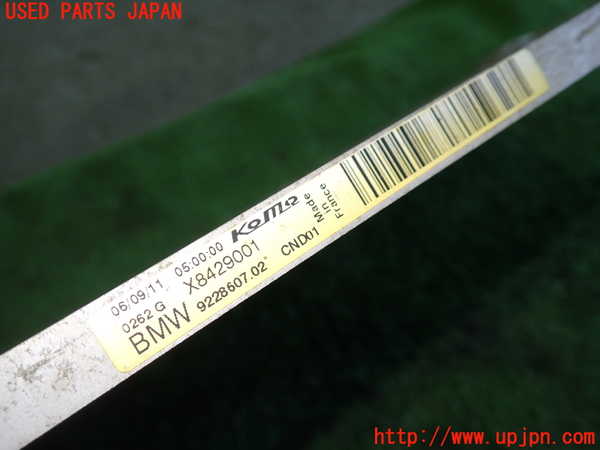 USED PARTS JAPAN
06/09/11 05:00:00 KoMo Made in France
0262 G X8429001 CND01
BMW 9228607.02
http://www.upjpn.com/